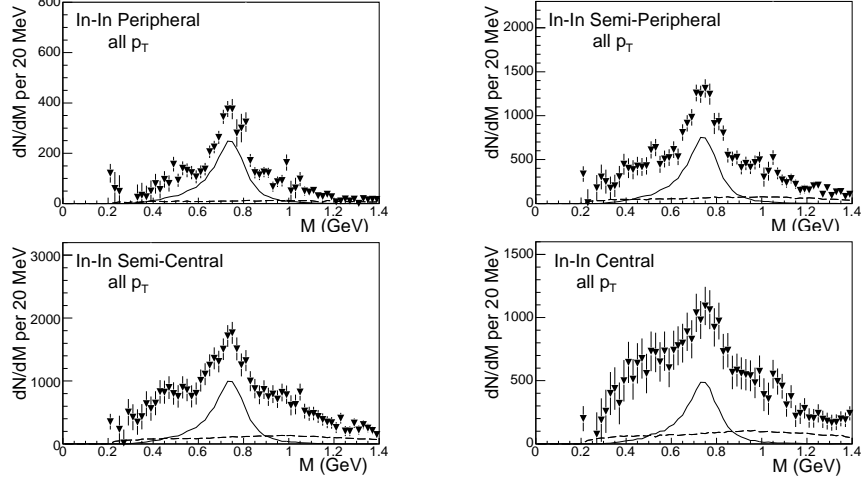 In-In Peripheral
all pT
dN/dM per 20 MeV
800
600
400
200
0
0 0.2 0.4 0.6 0.8 1 1.2 1.4
M (GeV)
In-In Semi-Peripheral
all pT
dN/dM per 20 MeV
2000
1500
1000
500
0
0 0.2 0.4 0.6 0.8 1 1.2 1.4
M (GeV)
In-In Semi-Central
all pT
dN/dM per 20 MeV
3000
2000
1000
0
0 0.2 0.4 0.6 0.8 1 1.2 1.4
M (GeV)
In-In Central
all pT
dN/dM per 20 MeV
1500
1000
500
0
0 0.2 0.4 0.6 0.8 1 1.2 1.4
M (GeV)